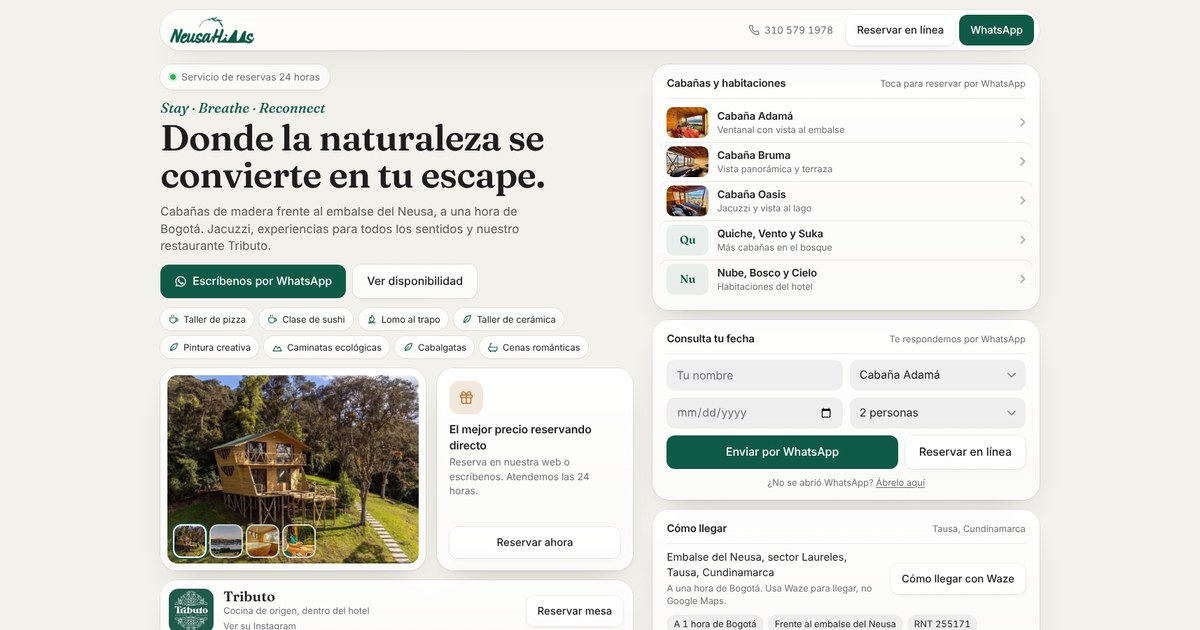 NeusaHills
310 579 1978
Reservar en línea
WhatsApp
Servicio de reservas 24 horas
Stay · Breathe · Reconnect
Donde la naturaleza se
convierte en tu escape.
Cabañas de madera frente al embalse del Neusa, a una hora de
Bogotá. Jacuzzi, experiencias para todos los sentidos y nuestro
restaurante Tributo.
Escríbenos por WhatsApp
Ver disponibilidad
Taller de pizza
Clase de sushi
Lomo al trapo
Taller de cerámica
Pintura creativa
Caminatas ecológicas
Cabalgatas
Cenas románticas
El mejor precio reservando
directo
Reserva en nuestra web o
escríbenos. Atendemos las 24
horas.
Reservar ahora
Tributo
Tributo
Cocina de origen, dentro del hotel
Ver su Instagram
Reservar mesa
Cabañas y habitaciones
Toca para reservar por WhatsApp
Cabaña Adamá
Ventanal con vista al embalse
Cabaña Bruma
Vista panorámica y terraza
Cabaña Oasis
Jacuzzi y vista al lago
Qu
Quiche, Vento y Suka
Más cabañas en el bosque
Nu
Nube, Bosco y Cielo
Habitaciones del hotel
Consulta tu fecha
Te respondemos por WhatsApp
Tu nombre
Cabaña Adamá
mm/dd/yyyy
2 personas
Enviar por WhatsApp
Reservar en línea
¿No se abrió WhatsApp? Ábrelo aquí
Cómo llegar
Tausa, Cundinamarca
Embalse del Neusa, sector Laureles,
Tausa, Cundinamarca
A una hora de Bogotá. Usa Waze para llegar, no
Google Maps.
Cómo llegar con Waze
A 1 hora de Bogotá
Frente al embalse del Neusa
RNT 255171